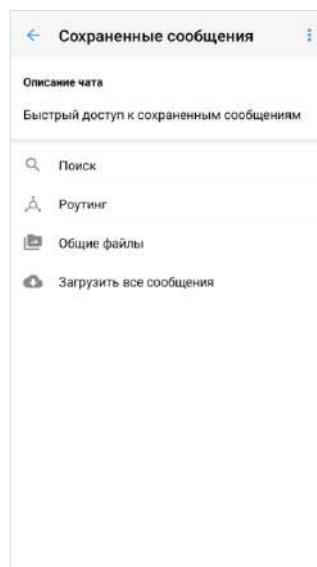 Сохраненные сообщения
Описание чата
Быстрый доступ к сохраненным сообщениям
Поиск
Роутинг
Общие файлы
Загрузить все сообщения